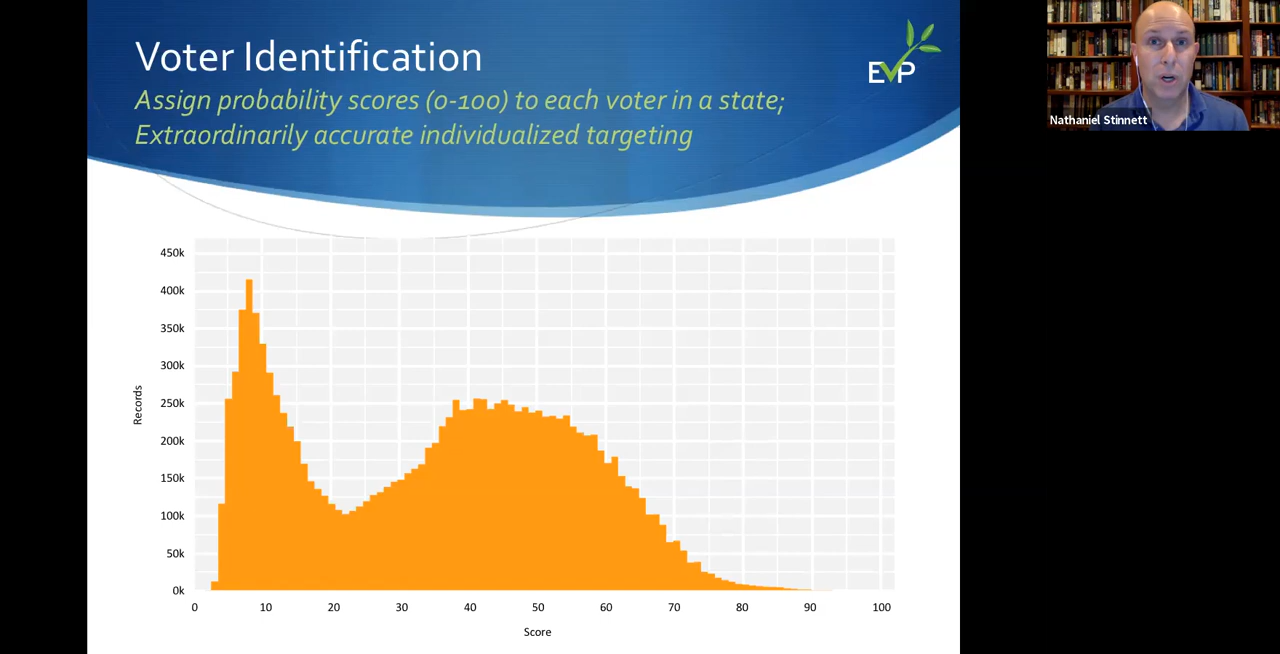 Voter Identification
Assign probability scores (0-100) to each voter in a state;
Extraordinarily accurate individualized targeting
EVP
Nathaniel Stinnett
450k
400k
350k
300k
250k
200k
150k
100k
50k
0k
Records
0 10 20 30 40 50 60 70 80 90 100
Score